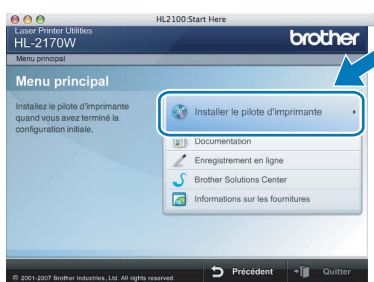 HL2100:Start Here
Laser Printer Utilities
HL-2170W
brother
Menu principal
Menu principal
Installez le pilote d'imprimante
quand vous avez terminé la
configuration initiale.
Installer le pilote d'imprimante
Documentation
Enregistrement en ligne
Brother Solutions Center
Informations sur les fournitures
© 2001-2007 Brother Industries, Ltd. All rights reserved
Précédent
Quitter